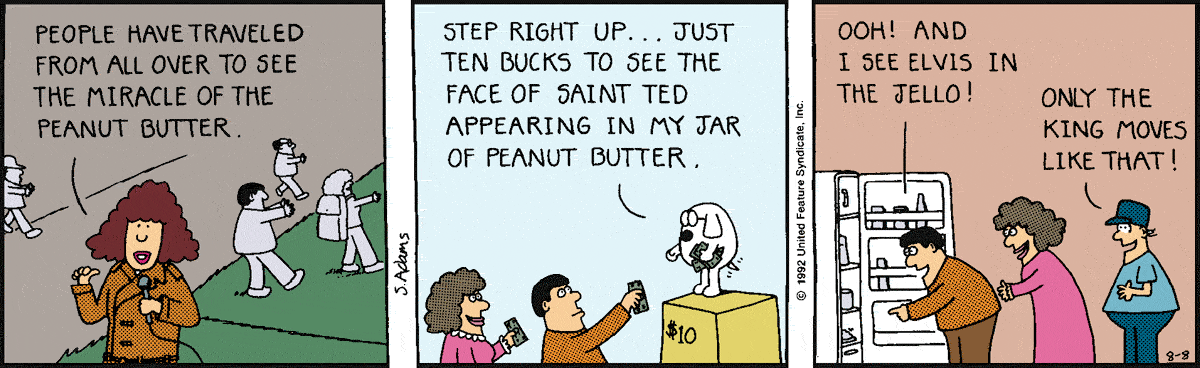 PEOPLE HAVE TRAVELED
FROM ALL OVER TO SEE
THE MIRACLE OF THE
PEANUT BUTTER.
S. Adams
STEP RIGHT UP... JUST
TEN BUCKS TO SEE THE
FACE OF SAINT TED
APPEARING IN MY JAR
OF PEANUT BUTTER.
$10
© 1992 United Feature Syndicate, Inc.
OOH! AND
I SEE ELVIS IN
THE JELLO!
ONLY THE
KING MOVES
LIKE THAT!
8-8